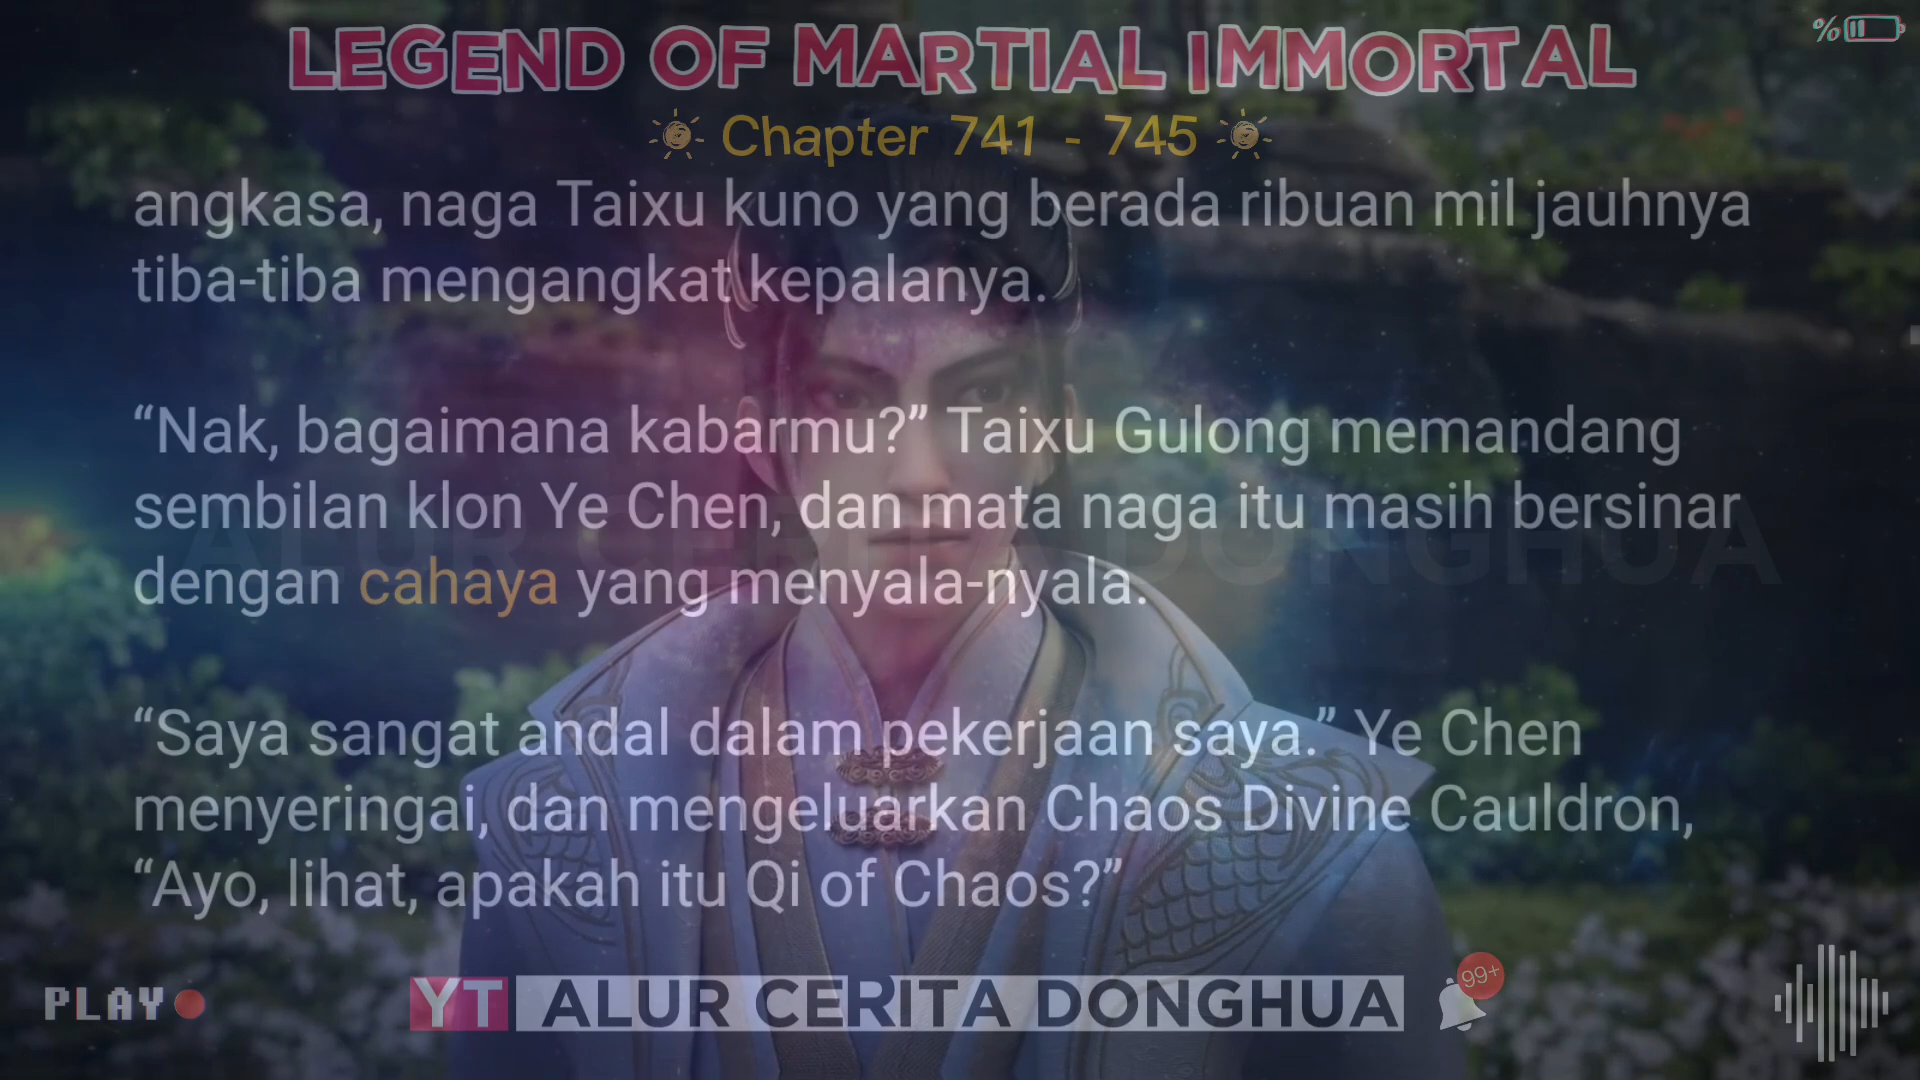 LEGEND OF MARTIAL IMMORTAL
%
Chapter 741 - 745
angkasa, naga Taixu kuno yang berada ribuan mil jauhnya
tiba-tiba mengangkat kepalanya.
“Nak, bagaimana kabarmu?” Taixu Gulong memandang
sembilan klon Ye Chen, dan mata naga itu masih bersinar
dengan cahaya yang menyala-nyala.
ALUR CERITA DONGHUA
“Saya sangat andal dalam pekerjaan saya.” Ye Chen
menyeringai, dan mengeluarkan Chaos Divine Cauldron,
“Ayo, lihat, apakah itu Qi of Chaos?”
PLAY
YT ALUR CERITA DONGHUA
99+